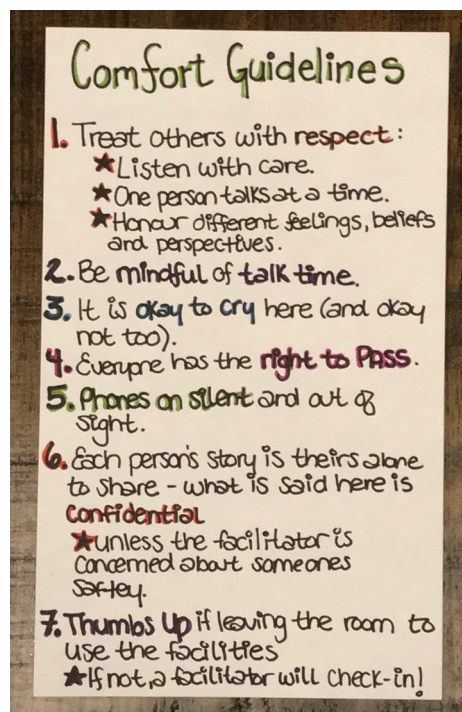 Comfort Guidelines
1. Treat others with respect:
★Listen with care.
★One person talks at a time.
★Honour different feelings, beliefs
and perspectives.
2. Be mindful of talk time.
3. It is okay to cry here (and okay
not too).
4. Everyone has the right to PASS.
5. Phones on silent and out of
sight.
6. Each person's story is theirs alone
to share - what is said here is
confidential
★unless the facilitator is
concerned about someones
saftey.
7. Thumbs Up if leaving the room to
use the facilities
★If not, a facilitator will check-in!